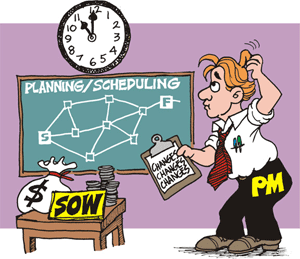 PLANNING/SCHEDULING
S
F
CHANGES
CHANGES
CHANGES
$
SOW
PM